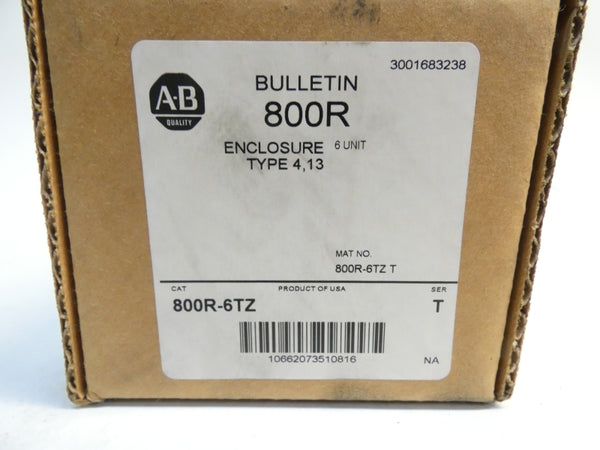 3001683238
A-B
QUALITY
BULLETIN
800R
ENCLOSURE 6 UNIT
TYPE 4,13
MAT NO.
800R-6TZ T
CAT PRODUCT OF USA SER
800R-6TZ T
10662073510816
NA